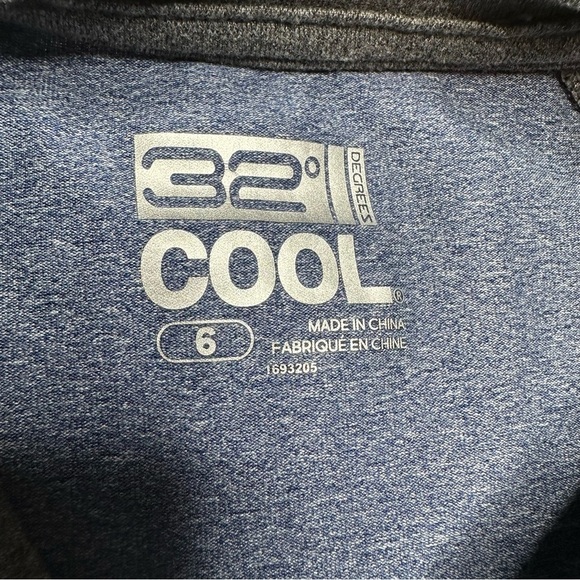 32° DEGREES
COOL®
6
MADE IN CHINA
FABRIQUÉ EN CHINE
1693205